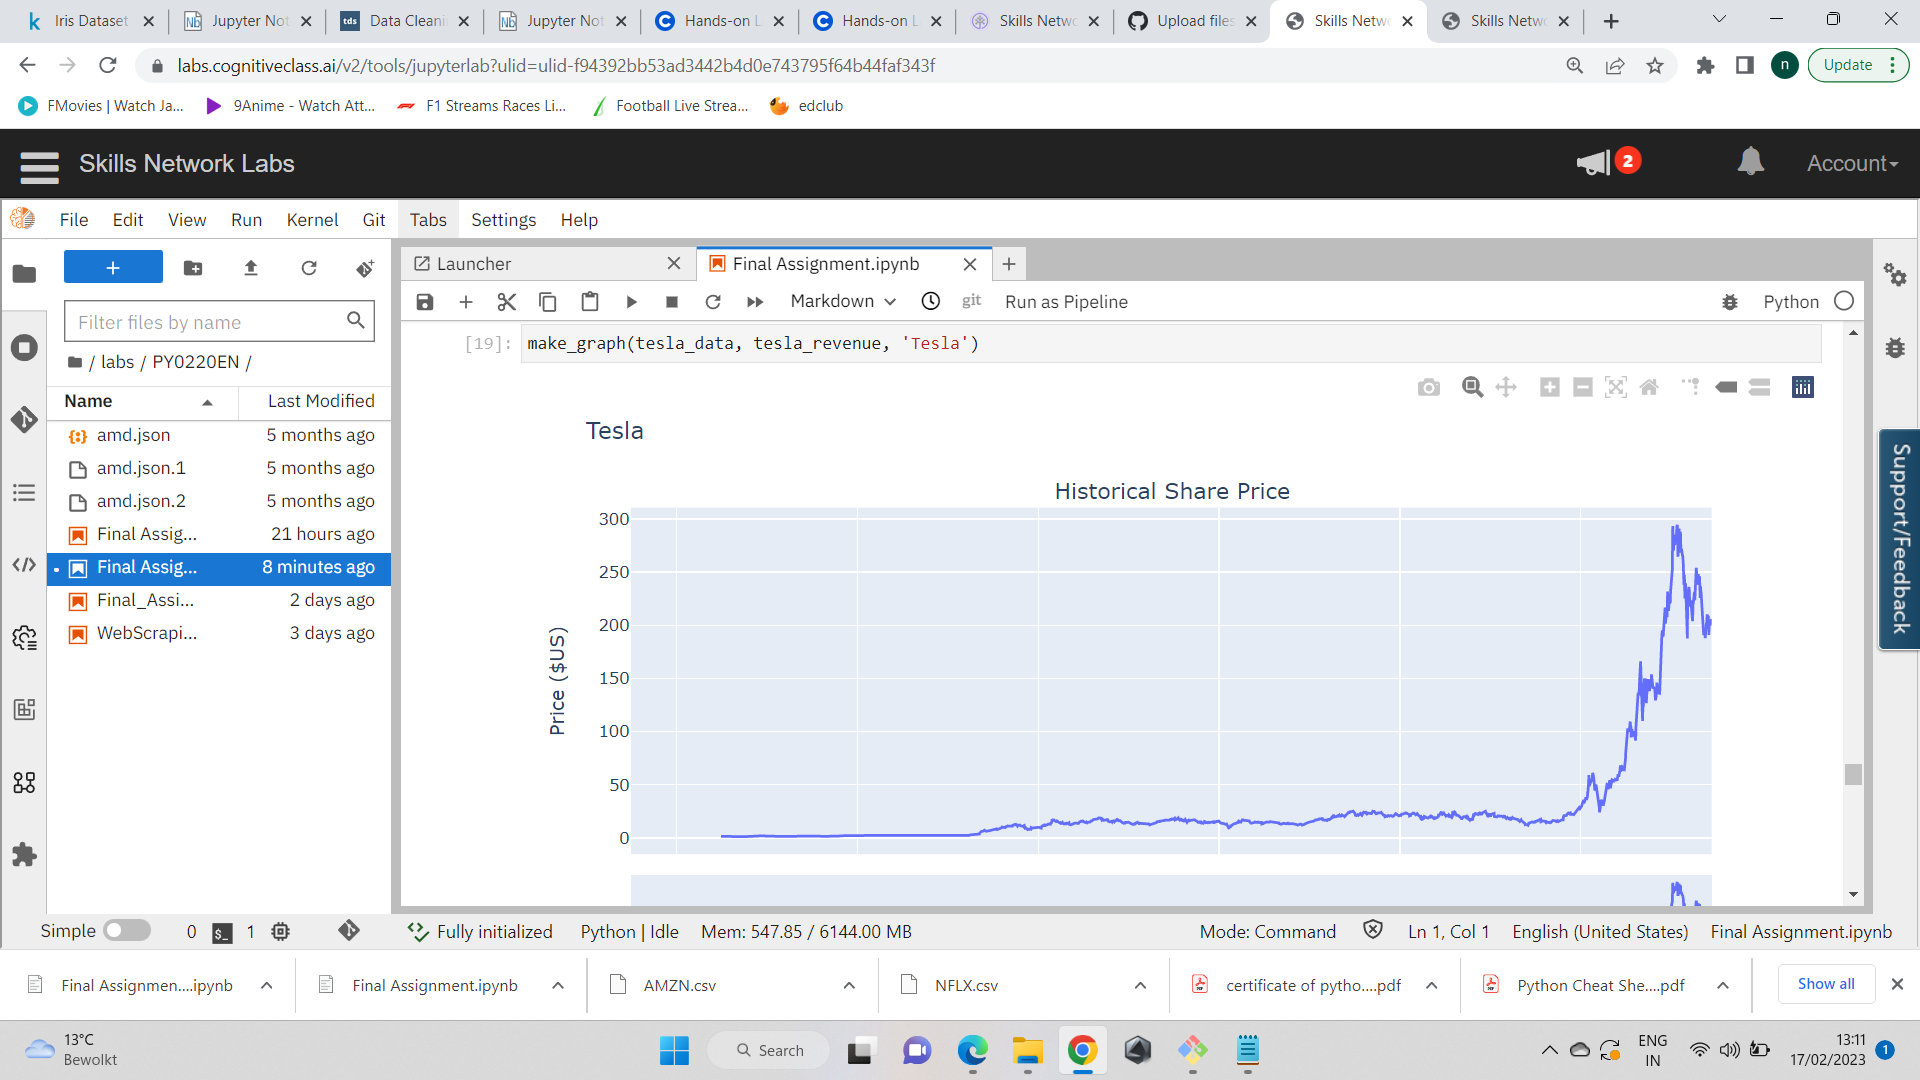 Iris Dataset
Jupyter Not
Data Cleani
Jupyter Not
Hands-on L
Hands-on L
Skills Netwo
Upload files
Skills Netwo
Skills Netwo
labs.cognitiveclass.ai/v2/tools/jupyterlab?ulid=ulid-f94392bb53ad3442b4d0e743795f64b44faf343f
n
Update
FMovies | Watch Ja...
9Anime - Watch Att...
F1 Streams Races Li...
Football Live Strea...
edclub
Skills Network Labs
2
Account
File Edit View Run Kernel Git Tabs Settings Help
Launcher
Final Assignment.ipynb
Markdown
git
Run as Pipeline
Python
Filter files by name
/ labs / PY0220EN /
Name
Last Modified
amd.json 5 months ago
amd.json.1 5 months ago
amd.json.2 5 months ago
Final Assig... 21 hours ago
Final Assig... 8 minutes ago
Final_Assi... 2 days ago
WebScrapi... 3 days ago
[19]: make_graph(tesla_data, tesla_revenue, 'Tesla')
Tesla
Historical Share Price
300
250
200
150
100
50
0
Price ($US)
Support/Feedback
Simple
0
$_
1
Fully initialized
Python | Idle
Mem: 547.85 / 6144.00 MB
Mode: Command
Ln 1, Col 1
English (United States)
Final Assignment.ipynb
Final Assignmen....ipynb
Final Assignment.ipynb
AMZN.csv
NFLX.csv
certificate of pytho....pdf
Python Cheat She....pdf
Show all
13°C
Bewolkt
Search
ENG
IN
13:11
17/02/2023
1